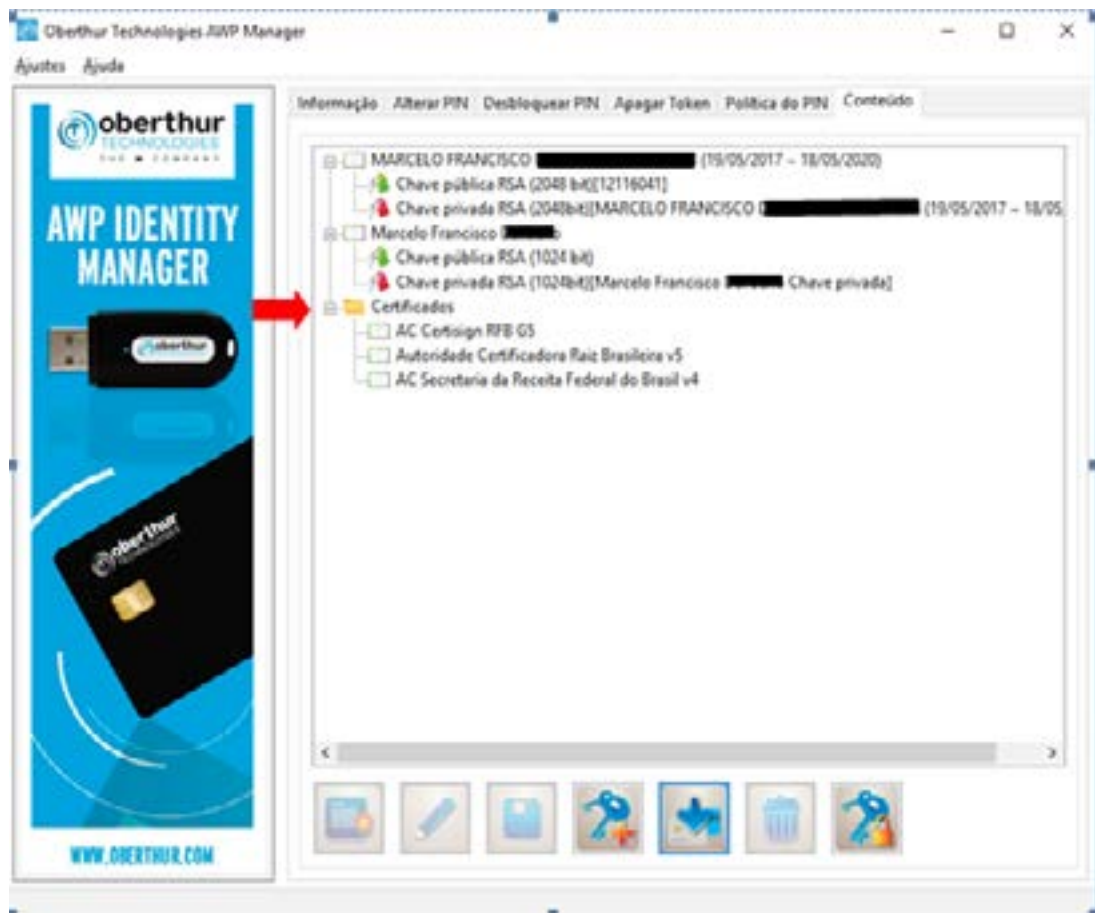 Oberthur Technologies AWP Manager
Ajustes Ajuda
Informação Alterar PIN Desbloquear PIN Apagar Token Política do PIN Conteúdo
oberthur
TECHNOLOGIES
THE M COMPANY
AWP IDENTITY
MANAGER
oberthur
oberthur
TECHNOLOGIES
WWW.OBERTHUR.COM
MARCELO FRANCISCO (19/05/2017 – 18/05/2020)
Chave pública RSA (2048 bit)[12116041]
Chave privada RSA (2048bit)[MARCELO FRANCISCO (19/05/2017 – 18/05
Marcelo Francisco
Chave pública RSA (1024 bit)
Chave privada RSA (1024bit)[Marcelo Francisco Chave privada]
Certificados
AC Certisign RFB G5
Autoridade Certificadora Raiz Brasileira v5
AC Secretaria da Receita Federal do Brasil v4